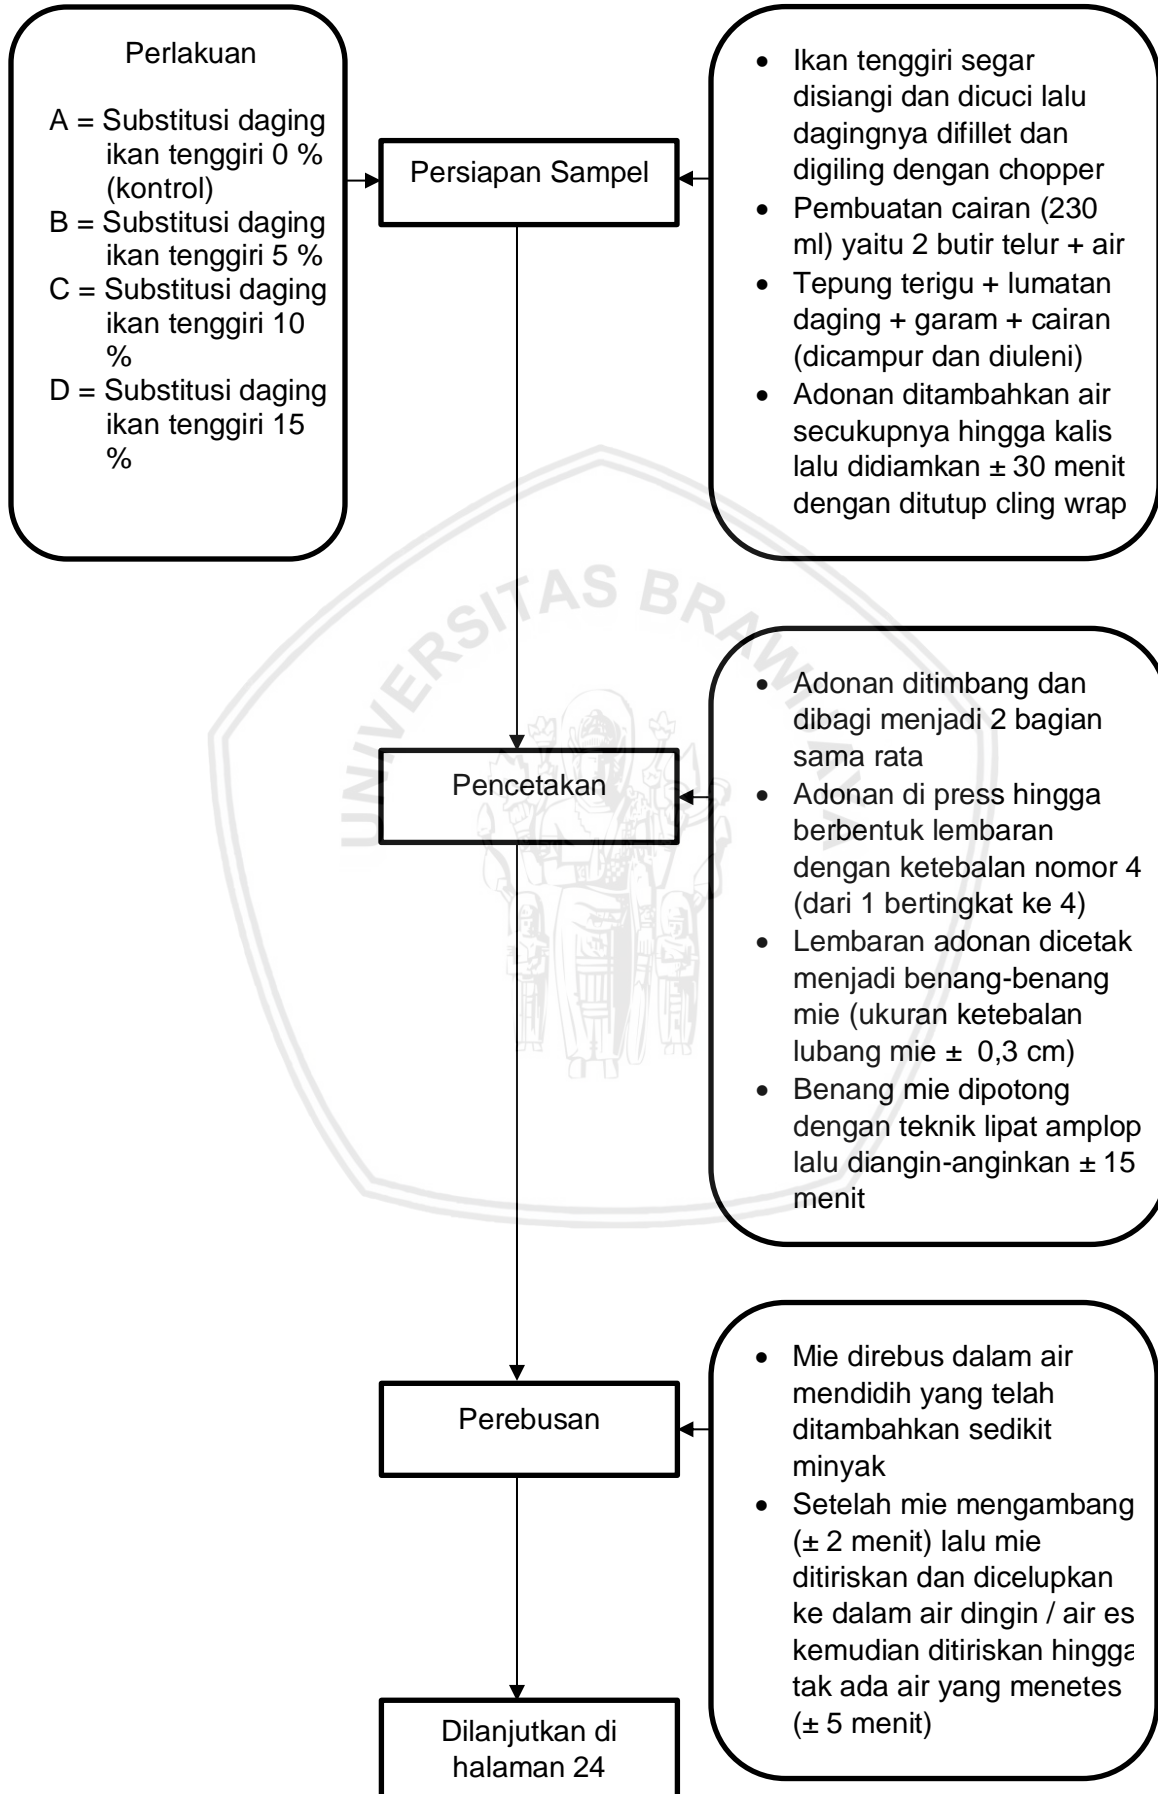 Perlakuan
A = Substitusi daging
ikan tenggiri 0 %
(kontrol)
B = Substitusi daging
ikan tenggiri 5 %
C = Substitusi daging
ikan tenggiri 10
%
D = Substitusi daging
ikan tenggiri 15
%
Persiapan Sampel
• Ikan tenggiri segar
disiangi dan dicuci lalu
dagingnya difillet dan
digiling dengan chopper
• Pembuatan cairan (230
ml) yaitu 2 butir telur + air
• Tepung terigu + lumatan
daging + garam + cairan
(dicampur dan diuleni)
• Adonan ditambahkan air
secukupnya hingga kalis
lalu didiamkan ± 30 menit
dengan ditutup cling wrap
UNIVERSITAS BRAWIJAYA
Pencetakan
• Adonan ditimbang dan
dibagi menjadi 2 bagian
sama rata
• Adonan di press hingga
berbentuk lembaran
dengan ketebalan nomor 4
(dari 1 bertingkat ke 4)
• Lembaran adonan dicetak
menjadi benang-benang
mie (ukuran ketebalan
lubang mie ± 0,3 cm)
• Benang mie dipotong
dengan teknik lipat amplop
lalu diangin-anginkan ± 15
menit
Perebusan
• Mie direbus dalam air
mendidih yang telah
ditambahkan sedikit
minyak
• Setelah mie mengambang
(± 2 menit) lalu mie
ditiriskan dan dicelupkan
ke dalam air dingin / air es
kemudian ditiriskan hingga
tak ada air yang menetes
(± 5 menit)
Dilanjutkan di
halaman 24